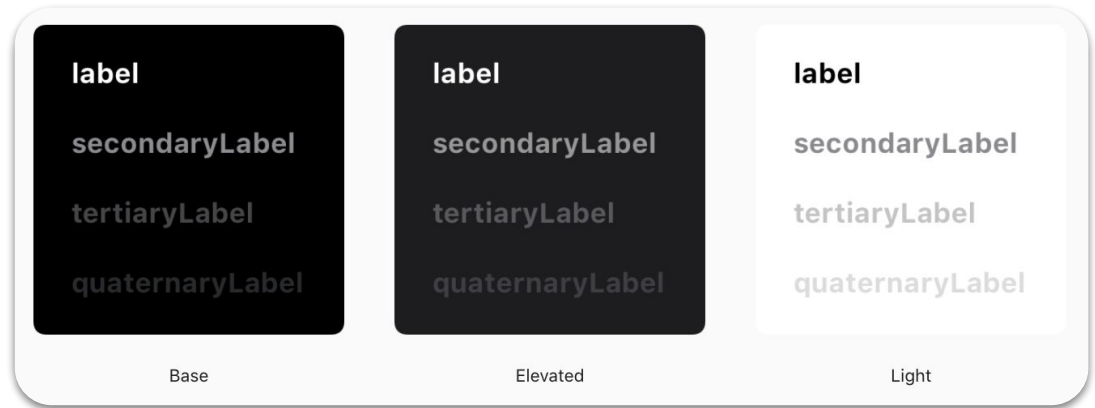 label
secondaryLabel
tertiaryLabel
quaternaryLabel
Base
label
secondaryLabel
tertiaryLabel
quaternaryLabel
Elevated
label
secondaryLabel
tertiaryLabel
quaternaryLabel
Light